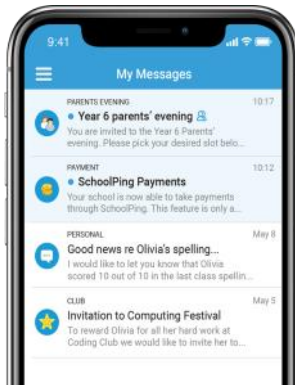 9:41
My Messages
PARENTS EVENING 10:17
Year 6 parents' evening
You are invited to the Year 6 Parents'
evening. Please pick your desired slot belo...
PAYMENT 10:12
SchoolPing Payments
Your school is now able to take payments
through SchoolPing. This feature is only a...
PERSONAL May 8
Good news re Olivia's spelling...
I would like to let you know that Olivia
scored 10 out of 10 in the last class spellin...
CLUB May 5
Invitation to Computing Festival
To reward Olivia for all her hard work at
Coding Club we would like to invite her to...